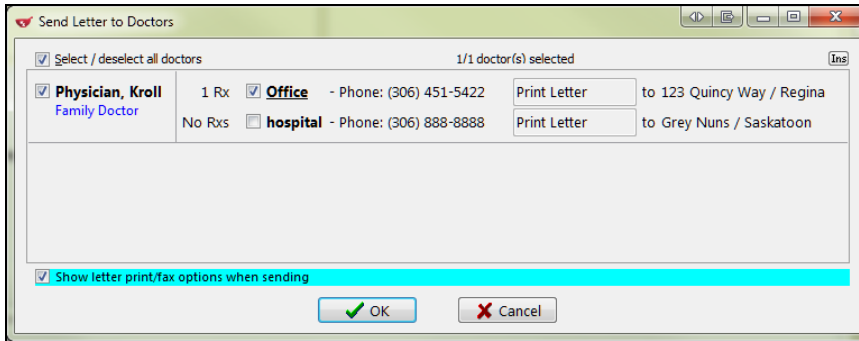 Send Letter to Doctors
Select / deselect all doctors 1/1 doctor(s) selected Ins
Physician, Kroll 1 Rx Office - Phone: (306) 451-5422 Print Letter to 123 Quincy Way / Regina
Family Doctor
No Rxs hospital - Phone: (306) 888-8888 Print Letter to Grey Nuns / Saskatoon
Show letter print/fax options when sending
OK Cancel